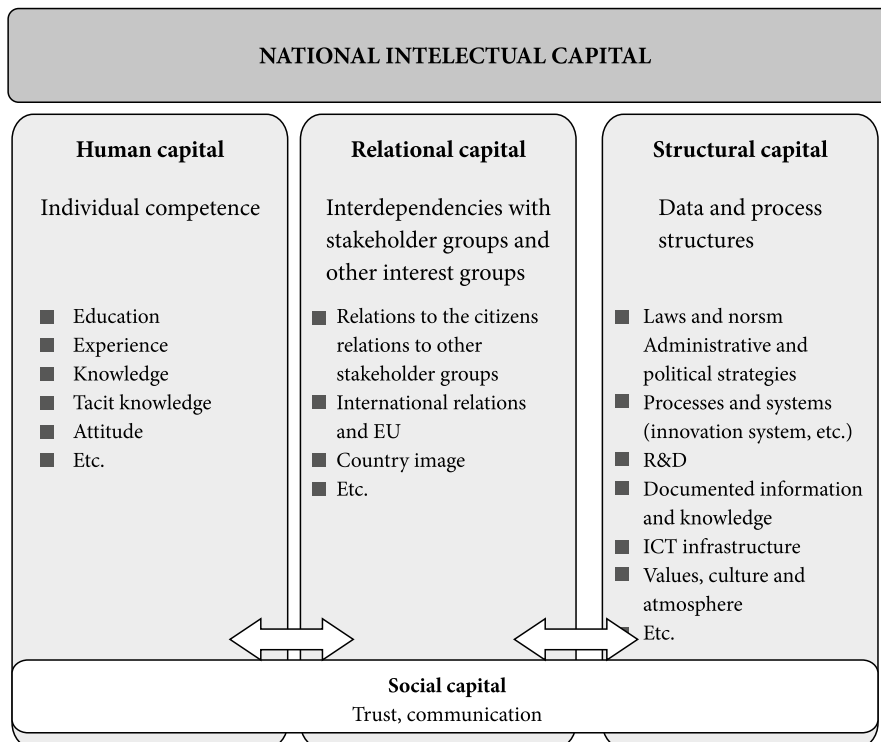 NATIONAL INTELECTUAL CAPITAL
Human capital
Individual competence
Education
Experience
Knowledge
Tacit knowledge
Attitude
Etc.
Relational capital
Interdependencies with
stakeholder groups and
other interest groups
Relations to the citizens
relations to other
stakeholder groups
International relations
and EU
Country image
Etc.
Structural capital
Data and process
structures
Laws and norsm
Administrative and
political strategies
Processes and systems
(innovation system, etc.)
R&D
Documented information
and knowledge
ICT infrastructure
Values, culture and
atmosphere
Etc.
Social capital
Trust, communication